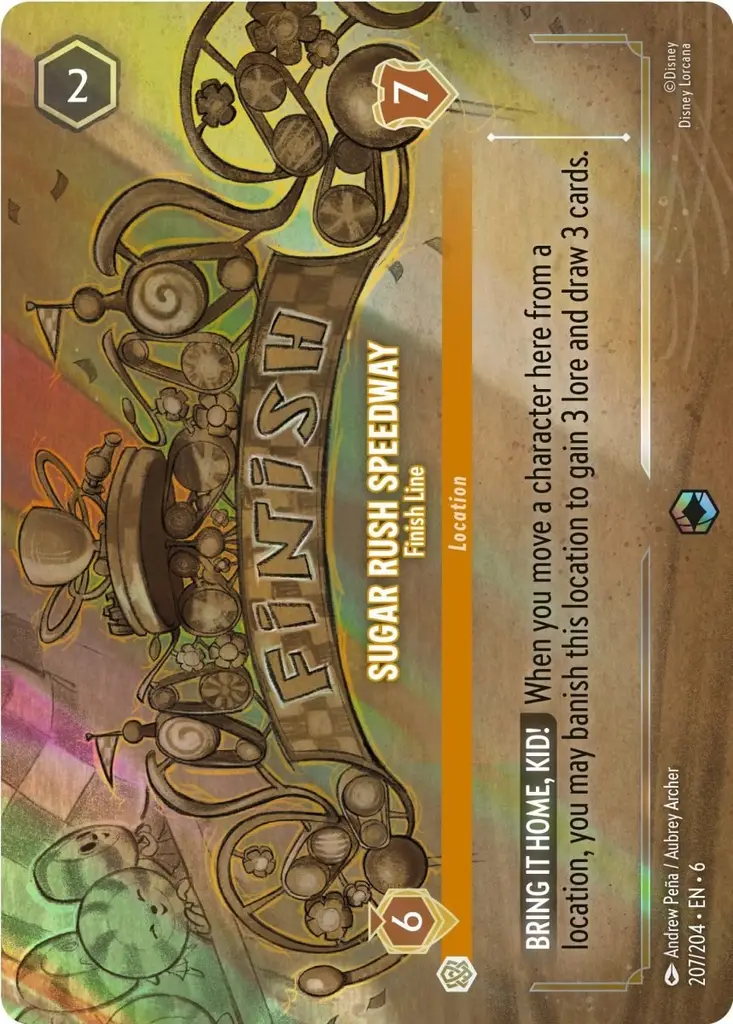 2
7
FINISH
SUGAR RUSH SPEEDWAY
Finish Line
6
Location
BRING IT HOME, KID! When you move a character here from a
location, you may banish this location to gain 3 lore and draw 3 cards.
Andrew Peña / Aubrey Archer
207/204 • EN • 6
©Disney
Disney Lorcana